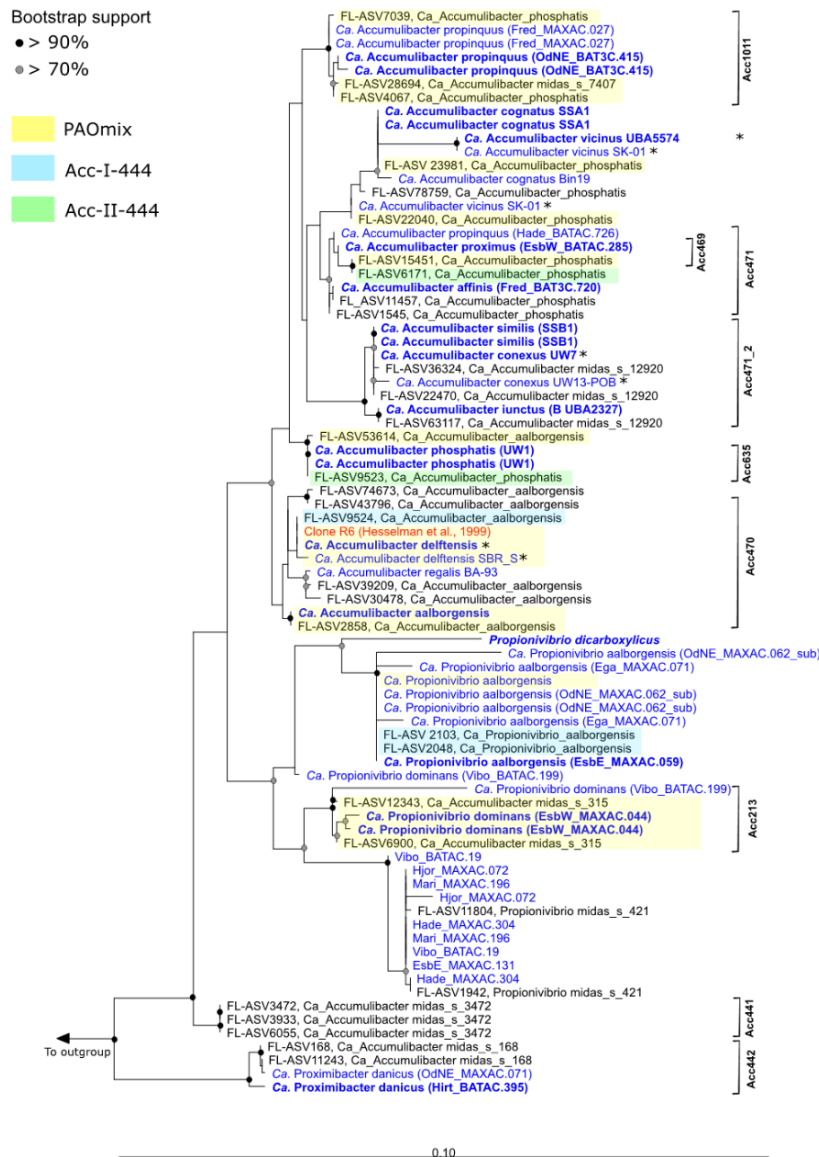 Bootstrap support
> 90%
> 70%
PAOmix
Acc-I-444
Acc-II-444
FL-ASV7039, Ca_Accumulibacter_phosphatis
Ca. Accumulibacter propinquus (Fred_MAXAC.027)
Ca. Accumulibacter propinquus (Fred_MAXAC.027)
Ca. Accumulibacter propinquus (OdNE_BAT3C.415)
Ca. Accumulibacter propinquus (OdNE_BAT3C.415)
FL-ASV28694, Ca_Accumulibacter midas_s_7407
FL-ASV4067, Ca_Accumulibacter_phosphatis
Acc1011
Ca. Accumulibacter cognatus SSA1
Ca. Accumulibacter cognatus SSA1
Ca. Accumulibacter vicinus UBA5574 *
Ca. Accumulibacter vicinus SK-01 *
FL-ASV 23981, Ca_Accumulibacter_phosphatis
Ca. Accumulibacter cognatus Bin19
FL-ASV78759, Ca_Accumulibacter_phosphatis
Ca. Accumulibacter vicinus SK-01 *
FL-ASV22040, Ca_Accumulibacter_phosphatis
Ca. Accumulibacter propinquus (Hade_BATAC.726)
Ca. Accumulibacter proximus (EsbW_BATAC.285)
FL-ASV15451, Ca_Accumulibacter_phosphatis
FL-ASV6171, Ca_Accumulibacter_phosphatis
Ca. Accumulibacter affinis (Fred_BAT3C.720)
FL_ASV11457, Ca_Accumulibacter_phosphatis
FL-ASV1545, Ca_Accumulibacter_phosphatis
Acc469
Acc471
Ca. Accumulibacter similis (SSB1)
Ca. Accumulibacter similis (SSB1)
Ca. Accumulibacter conexus UW7 *
FL-ASV36324, Ca_Accumulibacter midas_s_12920
Ca. Accumulibacter conexus UW13-POB *
FL-ASV22470, Ca_Accumulibacter midas_s_12920
Ca. Accumulibacter iunctus (B UBA2327)
FL-ASV63117, Ca_Accumulibacter midas_s_12920
Acc471_2
FL-ASV53614, Ca_Accumulibacter_aalborgensis
Ca. Accumulibacter phosphatis (UW1)
Ca. Accumulibacter phosphatis (UW1)
FL-ASV9523, Ca_Accumulibacter_phosphatis
Acc635
FL-ASV74673, Ca_Accumulibacter_aalborgensis
FL-ASV43796, Ca_Accumulibacter_aalborgensis
FL-ASV9524, Ca_Accumulibacter_aalborgensis
Clone R6 (Hesselman et al., 1999)
Ca. Accumulibacter delftensis *
Ca. Accumulibacter delftensis SBR_S *
Ca. Accumulibacter regalis BA-93
FL-ASV39209, Ca_Accumulibacter_aalborgensis
FL-ASV30478, Ca_Accumulibacter_aalborgensis
Ca. Accumulibacter aalborgensis
FL-ASV2858, Ca_Accumulibacter_aalborgensis
Acc470
Propionivibrio dicarboxylicus
Ca. Propionivibrio aalborgensis (OdNE_MAXAC.062_sub)
Ca. Propionivibrio aalborgensis (Ega_MAXAC.071)
Ca. Propionivibrio aalborgensis
Ca. Propionivibrio aalborgensis (OdNE_MAXAC.062_sub)
Ca. Propionivibrio aalborgensis (OdNE_MAXAC.062_sub)
Ca. Propionivibrio aalborgensis (Ega_MAXAC.071)
FL-ASV 2103, Ca_Propionivibrio_aalborgensis
FL-ASV2048, Ca_Propionivibrio_aalborgensis
Ca. Propionivibrio aalborgensis (EsbE_MAXAC.059)
Ca. Propionivibrio dominans (Vibo_BATAC.199)
Ca. Propionivibrio dominans (Vibo_BATAC.199)
FL-ASV12343, Ca_Accumulibacter midas_s_315
Ca. Propionivibrio dominans (EsbW_MAXAC.044)
Ca. Propionivibrio dominans (EsbW_MAXAC.044)
FL-ASV6900, Ca_Accumulibacter midas_s_315
Acc213
Vibo_BATAC.19
Hjor_MAXAC.072
Mari_MAXAC.196
Hjor_MAXAC.072
FL-ASV11804, Propionivibrio midas_s_421
Hade_MAXAC.304
Mari_MAXAC.196
Vibo_BATAC.19
EsbE_MAXAC.131
Hade_MAXAC.304
FL-ASV1942, Propionivibrio midas_s_421
FL-ASV3472, Ca_Accumulibacter midas_s_3472
FL-ASV3933, Ca_Accumulibacter midas_s_3472
FL-ASV6055, Ca_Accumulibacter midas_s_3472
Acc441
To outgroup
FL-ASV168, Ca_Accumulibacter midas_s_168
FL-ASV11243, Ca_Accumulibacter midas_s_168
Ca. Proximibacter danicus (OdNE_MAXAC.071)
Ca. Proximibacter danicus (Hirt_BATAC.395)
Acc442
0.10